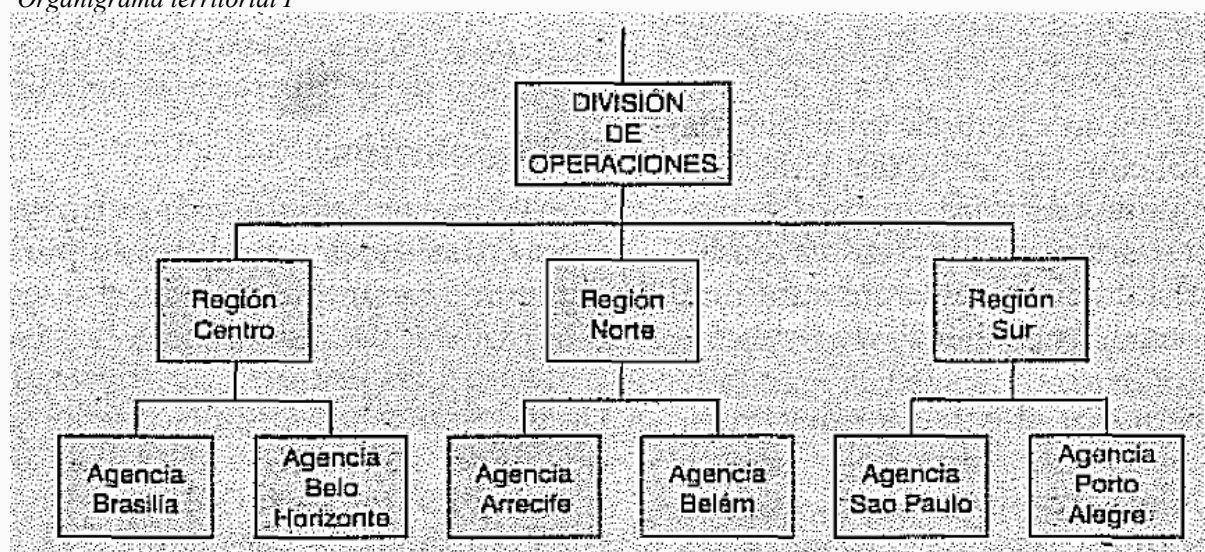 Organigrama territorial I
DIVISIÓN
DE
OPERACIONES
Región
Centro
Región
Norte
Región
Sur
Agencia
Brasilia
Agencia
Belo
Horizonte
Agencia
Arrecife
Agencia
Belém
Agencia
Sao Paulo
Agencia
Porto
Alegre